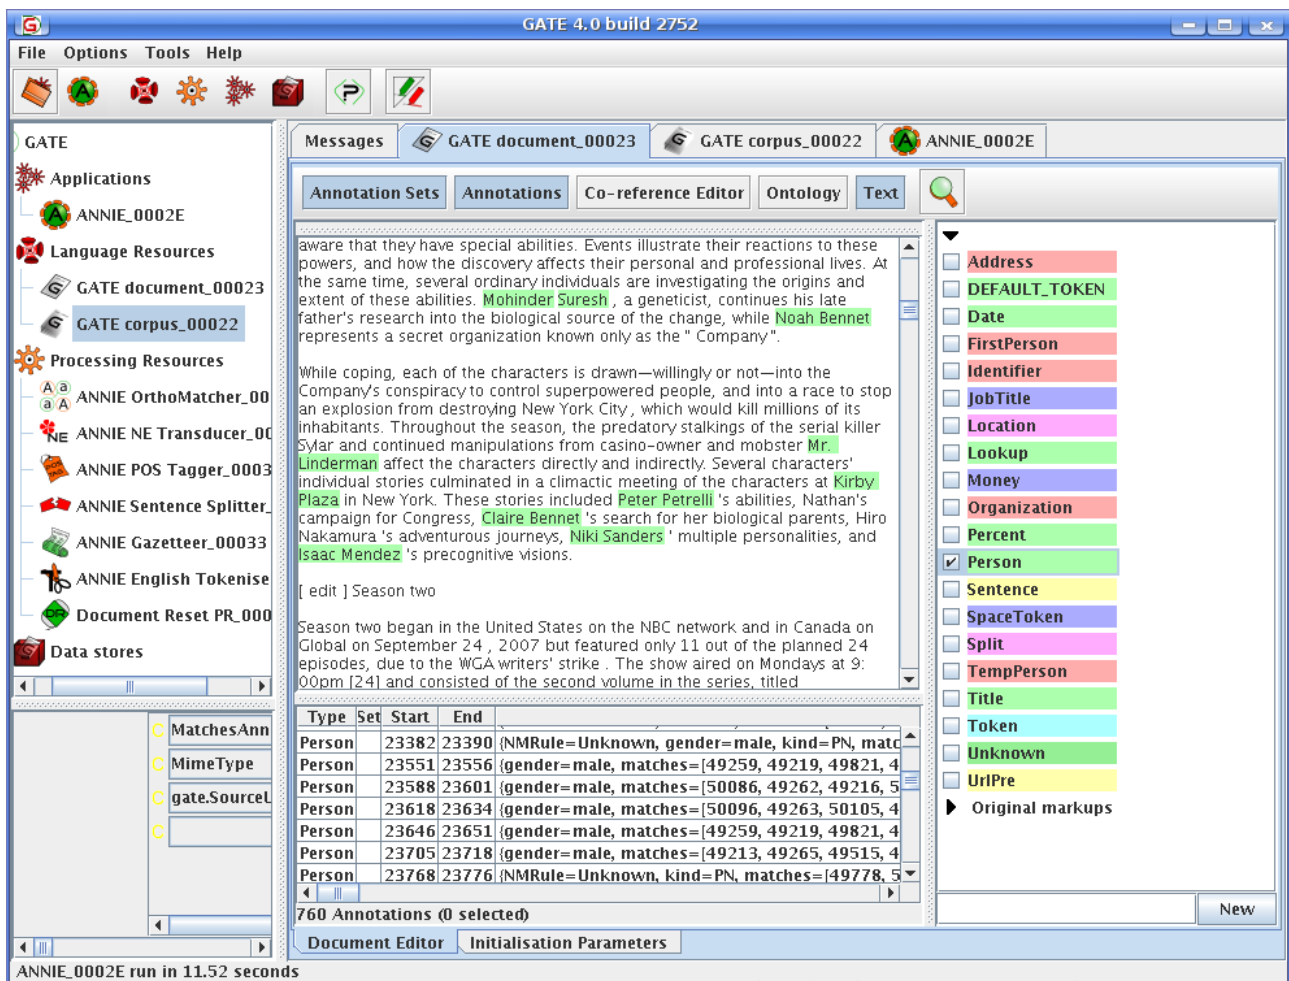 GATE 4.0 build 2752
File Options Tools Help
GATE
Applications
ANNIE_0002E
Language Resources
GATE document_00023
GATE corpus_00022
Processing Resources
ANNIE OrthoMatcher_00
ANNIE NE Transducer_00
ANNIE POS Tagger_0003
ANNIE Sentence Splitter_
ANNIE Gazetteer_00033
ANNIE English Tokenise
Document Reset PR_000
Data stores
C MatchesAnn
C MimeType
C gate.SourceU
C
Messages GATE document_00023 GATE corpus_00022 ANNIE_0002E
Annotation Sets Annotations Co-reference Editor Ontology Text
aware that they have special abilities. Events illustrate their reactions to these
powers, and how the discovery affects their personal and professional lives. At
the same time, several ordinary individuals are investigating the origins and
extent of these abilities. Mohinder Suresh , a geneticist, continues his late
father's research into the biological source of the change, while Noah Bennet
represents a secret organization known only as the " Company ".
While coping, each of the characters is drawn—willingly or not—into the
Company's conspiracy to control superpowered people, and into a race to stop
an explosion from destroying New York City , which would kill millions of its
inhabitants. Throughout the season, the predatory stalkings of the serial killer
Sylar and continued manipulations from casino-owner and mobster Mr.
Linderman affect the characters directly and indirectly. Several characters'
individual stories culminated in a climactic meeting of the characters at Kirby
Plaza in New York. These stories included Peter Petrelli 's abilities, Nathan's
campaign for Congress, Claire Bennet 's search for her biological parents, Hiro
Nakamura 's adventurous journeys, Niki Sanders ' multiple personalities, and
Isaac Mendez 's precognitive visions.
[ edit ] Season two
Season two began in the United States on the NBC network and in Canada on
Global on September 24 , 2007 but featured only 11 out of the planned 24
episodes, due to the WGA writers' strike . The show aired on Mondays at 9:
00pm [24] and consisted of the second volume in the series, titled
Type Set Start End
Person 23382 23390 {NMRule=Unknown, gender=male, kind=PN, matc
Person 23551 23556 {gender=male, matches=[49259, 49219, 49821, 4
Person 23588 23601 {gender=male, matches=[50086, 49262, 49216, 5
Person 23618 23634 {gender=male, matches=[50096, 49263, 50105, 4
Person 23646 23651 {gender=male, matches=[49259, 49219, 49821, 4
Person 23705 23718 {gender=male, matches=[49213, 49265, 49515, 4
Person 23768 23776 {NMRule=Unknown, kind=PN, matches=[49778, 5
760 Annotations (0 selected)
Document Editor Initialisation Parameters
Address
DEFAULT_TOKEN
Date
FirstPerson
Identifier
JobTitle
Location
Lookup
Money
Organization
Percent
Person
Sentence
SpaceToken
Split
TempPerson
Title
Token
Unknown
UrlPre
Original markups
New
ANNIE_0002E run in 11.52 seconds